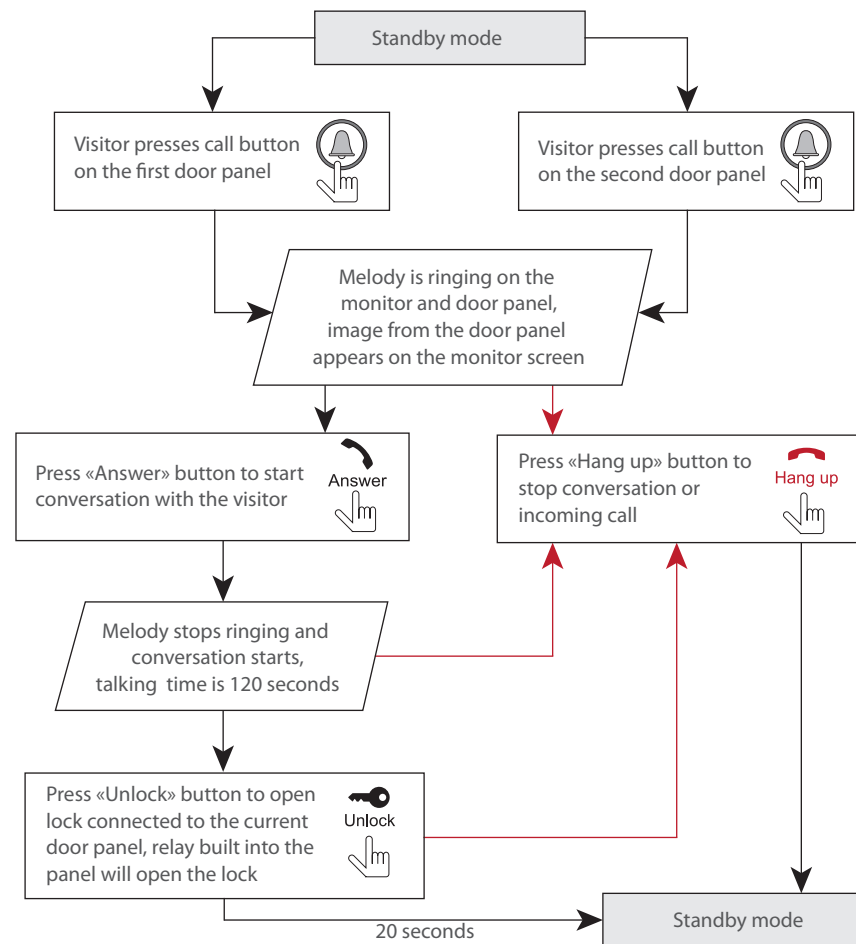 Standby mode
Visitor presses call button
on the first door panel
Visitor presses call button
on the second door panel
Melody is ringing on the
monitor and door panel,
image from the door panel
appears on the monitor screen
Press «Answer» button to start
conversation with the visitor
Answer
Press «Hang up» button to
stop conversation or
incoming call
Hang up
Melody stops ringing and
conversation starts,
talking time is 120 seconds
Press «Unlock» button to open
lock connected to the current
door panel, relay built into the
panel will open the lock
Unlock
20 seconds
Standby mode